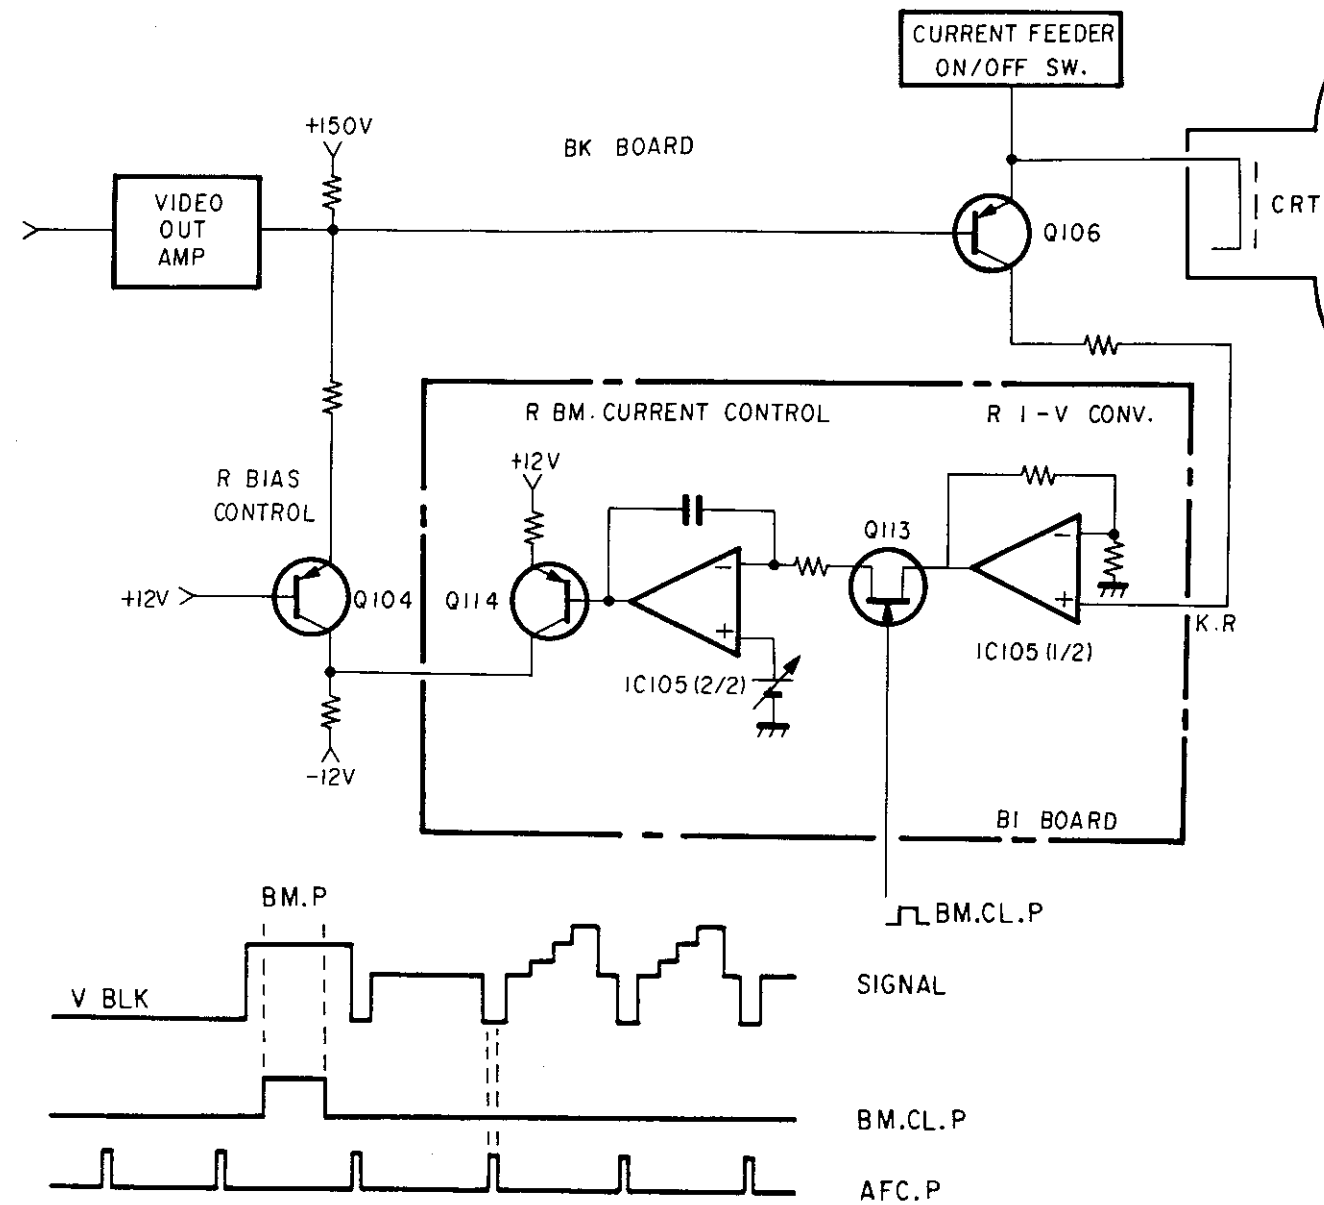 CURRENT FEEDER
ON/OFF SW.
+150V
BK BOARD
VIDEO
OUT
AMP
Q106
CRT
R BM. CURRENT CONTROL
R I-V CONV.
+12V
R BIAS
CONTROL
Q113
−
+
+12V
Q104
Q114
−
+
K.R
IC105(1/2)
IC105(2/2)
-12V
BI BOARD
BM.P
BM.CL.P
V BLK
SIGNAL
BM.CL.P
AFC.P